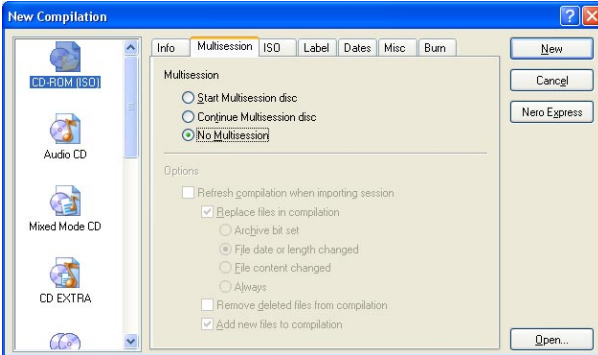 New Compilation
CD-ROM (ISO)
Audio CD
Mixed Mode CD
CD EXTRA
Info Multisession ISO Label Dates Misc Burn
Multisession
Start Multisession disc
Continue Multisession disc
No Multisession
Options
Refresh compilation when importing session
Replace files in compilation
Archive bit set
File date or length changed
File content changed
Always
Remove deleted files from compilation
Add new files to compilation
New
Cancel
Nero Express
Open...